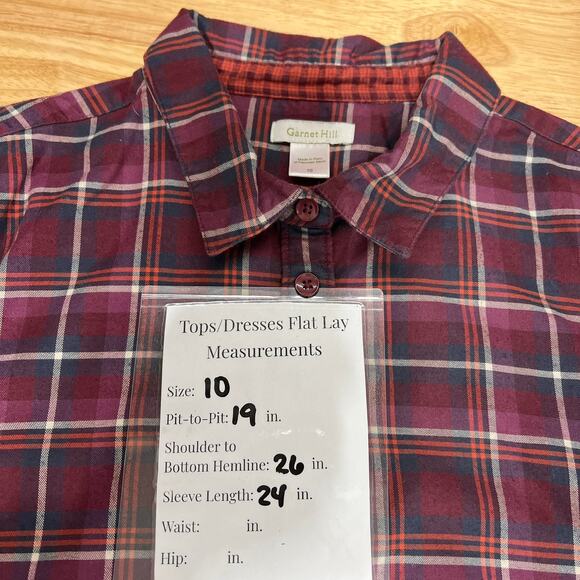 Garnet Hill
10
Tops/Dresses Flat Lay
Measurements
Size: 10
Pit-to-Pit: 19 in.
Shoulder to
Bottom Hemline: 26 in.
Sleeve Length: 24 in.
Waist: in.
Hip: in.